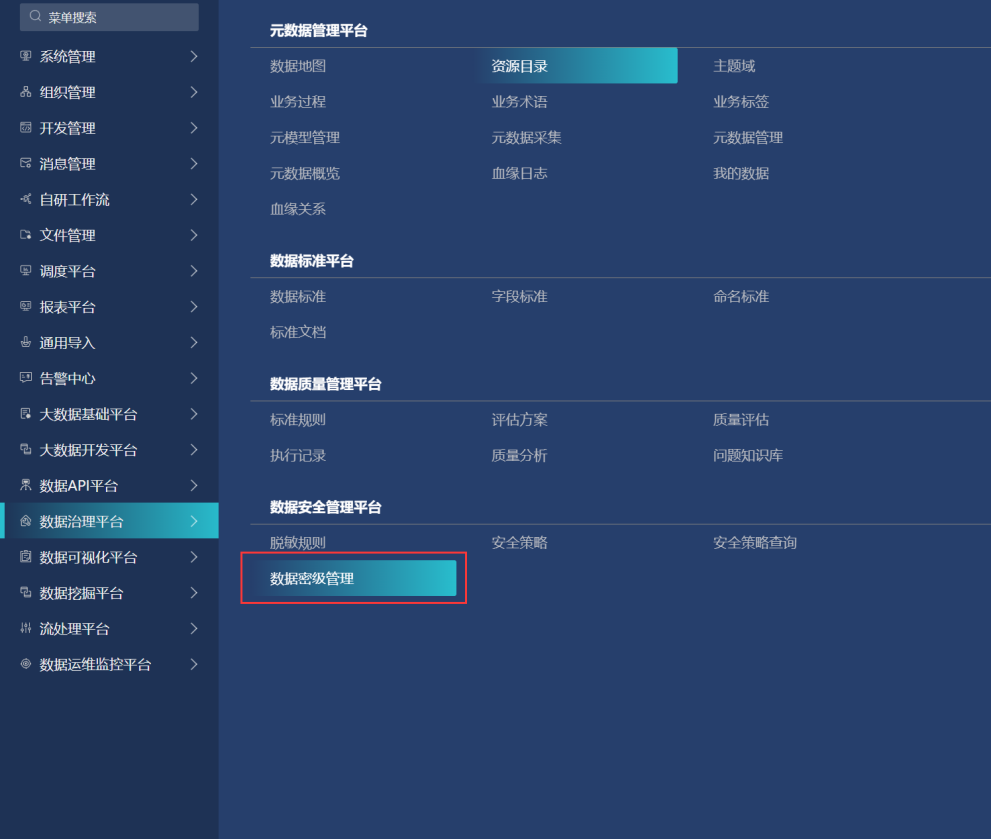 菜单搜索
系统管理
组织管理
开发管理
消息管理
自研工作流
文件管理
调度平台
报表平台
通用导入
告警中心
大数据基础平台
大数据开发平台
数据API平台
数据治理平台
数据可视化平台
数据挖掘平台
流处理平台
数据运维监控平台
元数据管理平台
数据地图 资源目录 主题域
业务过程 业务术语 业务标签
元模型管理 元数据采集 元数据管理
元数据概览 血缘日志 我的数据
血缘关系
数据标准平台
数据标准 字段标准 命名标准
标准文档
数据质量管理平台
标准规则 评估方案 质量评估
执行记录 质量分析 问题知识库
数据安全管理平台
脱敏规则 安全策略 安全策略查询
数据密级管理